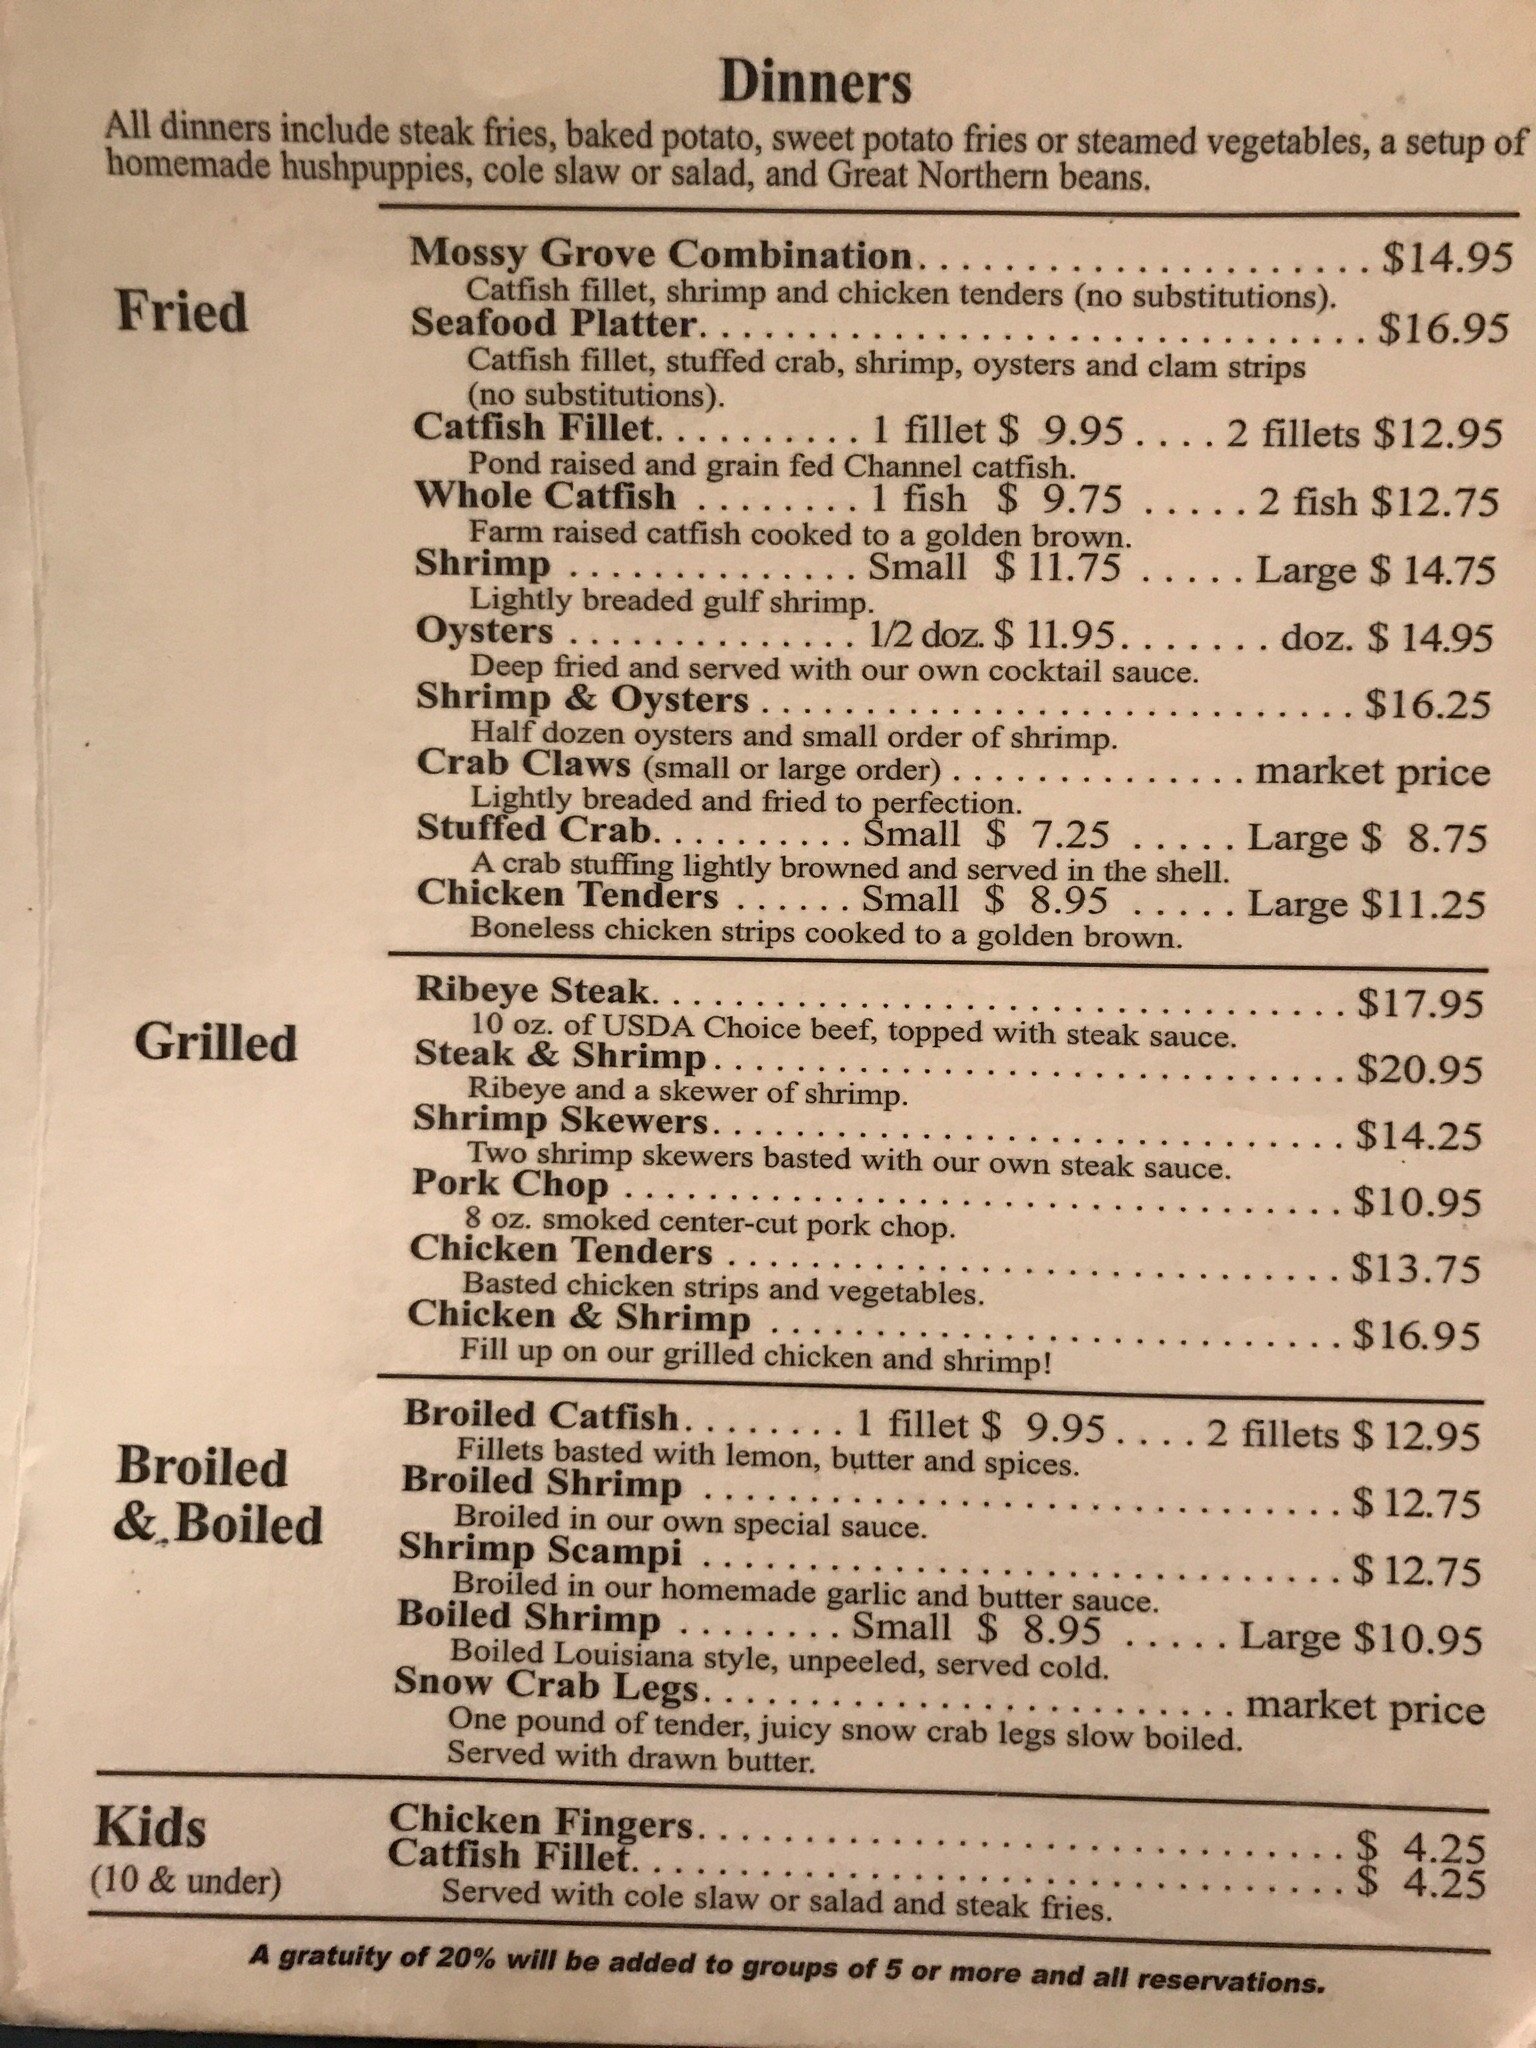 Dinners
All dinners include steak fries, baked potato, sweet potato fries or steamed vegetables, a setup of
homemade hushpuppies, cole slaw or salad, and Great Northern beans.
Fried
Mossy Grove Combination. . . . . . . . . . . . . . . . . . . . . . $14.95
Catfish fillet, shrimp and chicken tenders (no substitutions).
Seafood Platter. . . . . . . . . . . . . . . . . . . . . . . . . . . . . . . . $16.95
Catfish fillet, stuffed crab, shrimp, oysters and clam strips
(no substitutions).
Catfish Fillet. . . . . . . . . . 1 fillet $ 9.95 . . . . 2 fillets $12.95
Pond raised and grain fed Channel catfish.
Whole Catfish . . . . . . . . 1 fish $ 9.75 . . . . . 2 fish $12.75
Farm raised catfish cooked to a golden brown.
Shrimp . . . . . . . . . . . . . . Small $ 11.75 . . . . . Large $ 14.75
Lightly breaded gulf shrimp.
Oysters . . . . . . . . . . . . . . 1/2 doz. $ 11.95. . . . . . . doz. $ 14.95
Deep fried and served with our own cocktail sauce.
Shrimp & Oysters . . . . . . . . . . . . . . . . . . . . . . . . . . . . $16.25
Half dozen oysters and small order of shrimp.
Crab Claws (small or large order) . . . . . . . . . . . . . . market price
Lightly breaded and fried to perfection.
Stuffed Crab. . . . . . . . . . Small $ 7.25 . . . . . Large $ 8.75
A crab stuffing lightly browned and served in the shell.
Chicken Tenders . . . . . . Small $ 8.95 . . . . . Large $11.25
Boneless chicken strips cooked to a golden brown.
Grilled
Ribeye Steak. . . . . . . . . . . . . . . . . . . . . . . . . . . . . . . . . $17.95
10 oz. of USDA Choice beef, topped with steak sauce.
Steak & Shrimp. . . . . . . . . . . . . . . . . . . . . . . . . . . . . . $20.95
Ribeye and a skewer of shrimp.
Shrimp Skewers. . . . . . . . . . . . . . . . . . . . . . . . . . . . . . $14.25
Two shrimp skewers basted with our own steak sauce.
Pork Chop . . . . . . . . . . . . . . . . . . . . . . . . . . . . . . . . . . $10.95
8 oz. smoked center-cut pork chop.
Chicken Tenders . . . . . . . . . . . . . . . . . . . . . . . . . . . . . $13.75
Basted chicken strips and vegetables.
Chicken & Shrimp . . . . . . . . . . . . . . . . . . . . . . . . . . . $16.95
Fill up on our grilled chicken and shrimp!
Broiled
& Boiled
Broiled Catfish. . . . . . . . 1 fillet $ 9.95 . . . . 2 fillets $ 12.95
Fillets basted with lemon, butter and spices.
Broiled Shrimp . . . . . . . . . . . . . . . . . . . . . . . . . . . . . . $ 12.75
Broiled in our own special sauce.
Shrimp Scampi . . . . . . . . . . . . . . . . . . . . . . . . . . . . . . $ 12.75
Broiled in our homemade garlic and butter sauce.
Boiled Shrimp . . . . . . . . Small $ 8.95 . . . . . Large $10.95
Boiled Louisiana style, unpeeled, served cold.
Snow Crab Legs. . . . . . . . . . . . . . . . . . . . . . . . . market price
One pound of tender, juicy snow crab legs slow boiled.
Served with drawn butter.
Kids
(10 & under)
Chicken Fingers. . . . . . . . . . . . . . . . . . . . . . . . . . . . . . . $ 4.25
Catfish Fillet. . . . . . . . . . . . . . . . . . . . . . . . . . . . . . . . . . $ 4.25
Served with cole slaw or salad and steak fries.
A gratuity of 20% will be added to groups of 5 or more and all reservations.